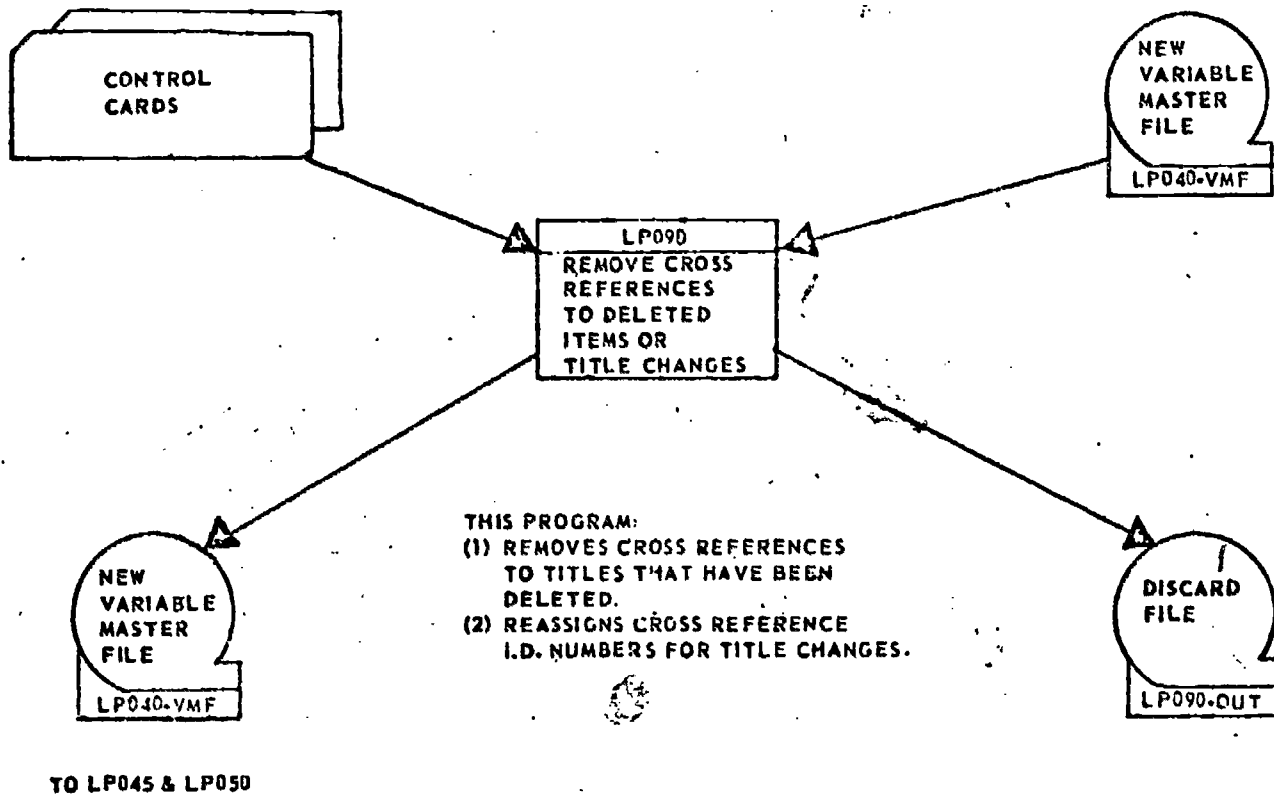 CONTROL
CARDS
NEW
VARIABLE
MASTER
FILE
LP040-VMF
LP090
REMOVE CROSS
REFERENCES
TO DELETED
ITEMS OR
TITLE CHANGES
NEW
VARIABLE
MASTER
FILE
LP040-VMF
THIS PROGRAM:
(1) REMOVES CROSS REFERENCES
TO TITLES THAT HAVE BEEN
DELETED.
(2) REASSIGNS CROSS REFERENCE
I.D. NUMBERS FOR TITLE CHANGES.
DISCARD
FILE
LP090-OUT
TO LP045 & LP050